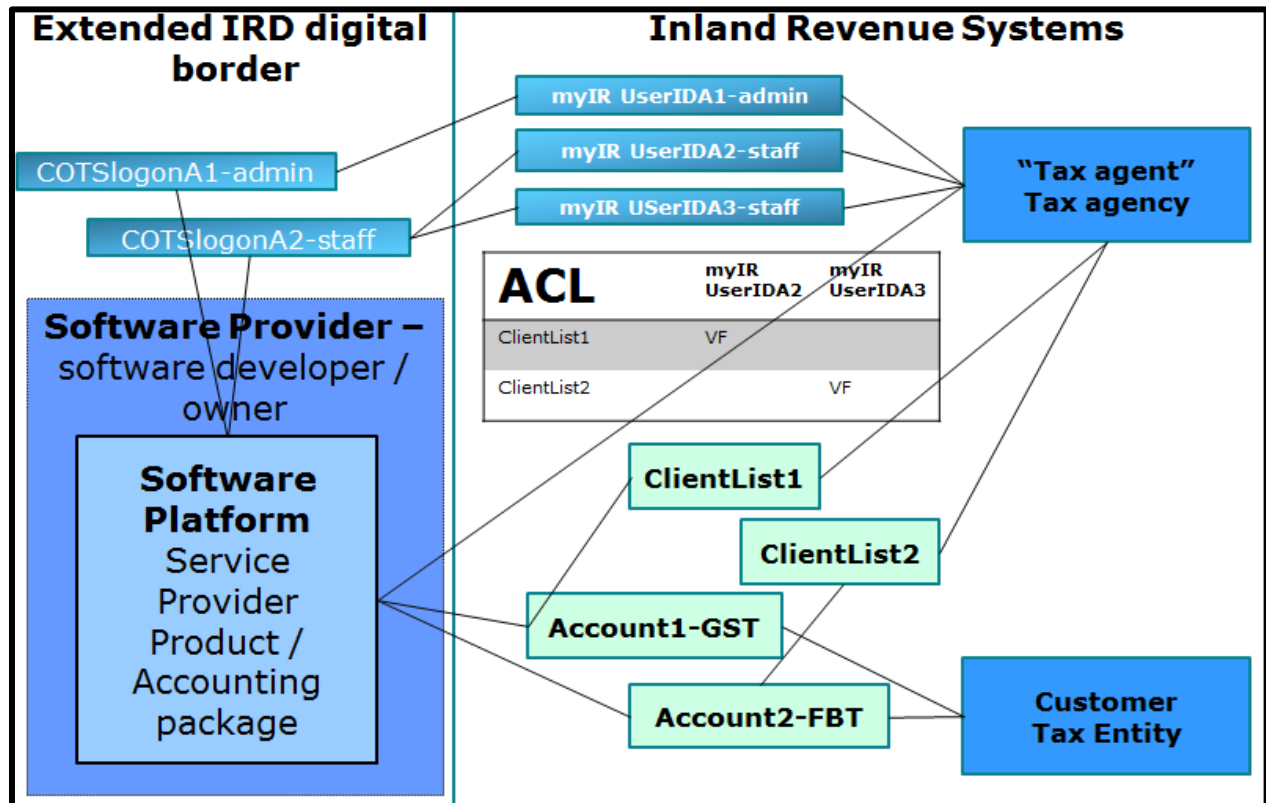 Extended IRD digital
border
COTSlogonA1-admin
COTSlogonA2-staff
Software Provider –
software developer /
owner
Software
Platform
Service
Provider
Product /
Accounting
package
Inland Revenue Systems
myIR UserIDA1-admin
myIR UserIDA2-staff
myIR USerIDA3-staff
“Tax agent”
Tax agency
ACL myIR UserIDA2 myIR UserIDA3
ClientList1 VF
ClientList2 VF
ClientList1
ClientList2
Account1-GST
Account2-FBT
Customer
Tax Entity